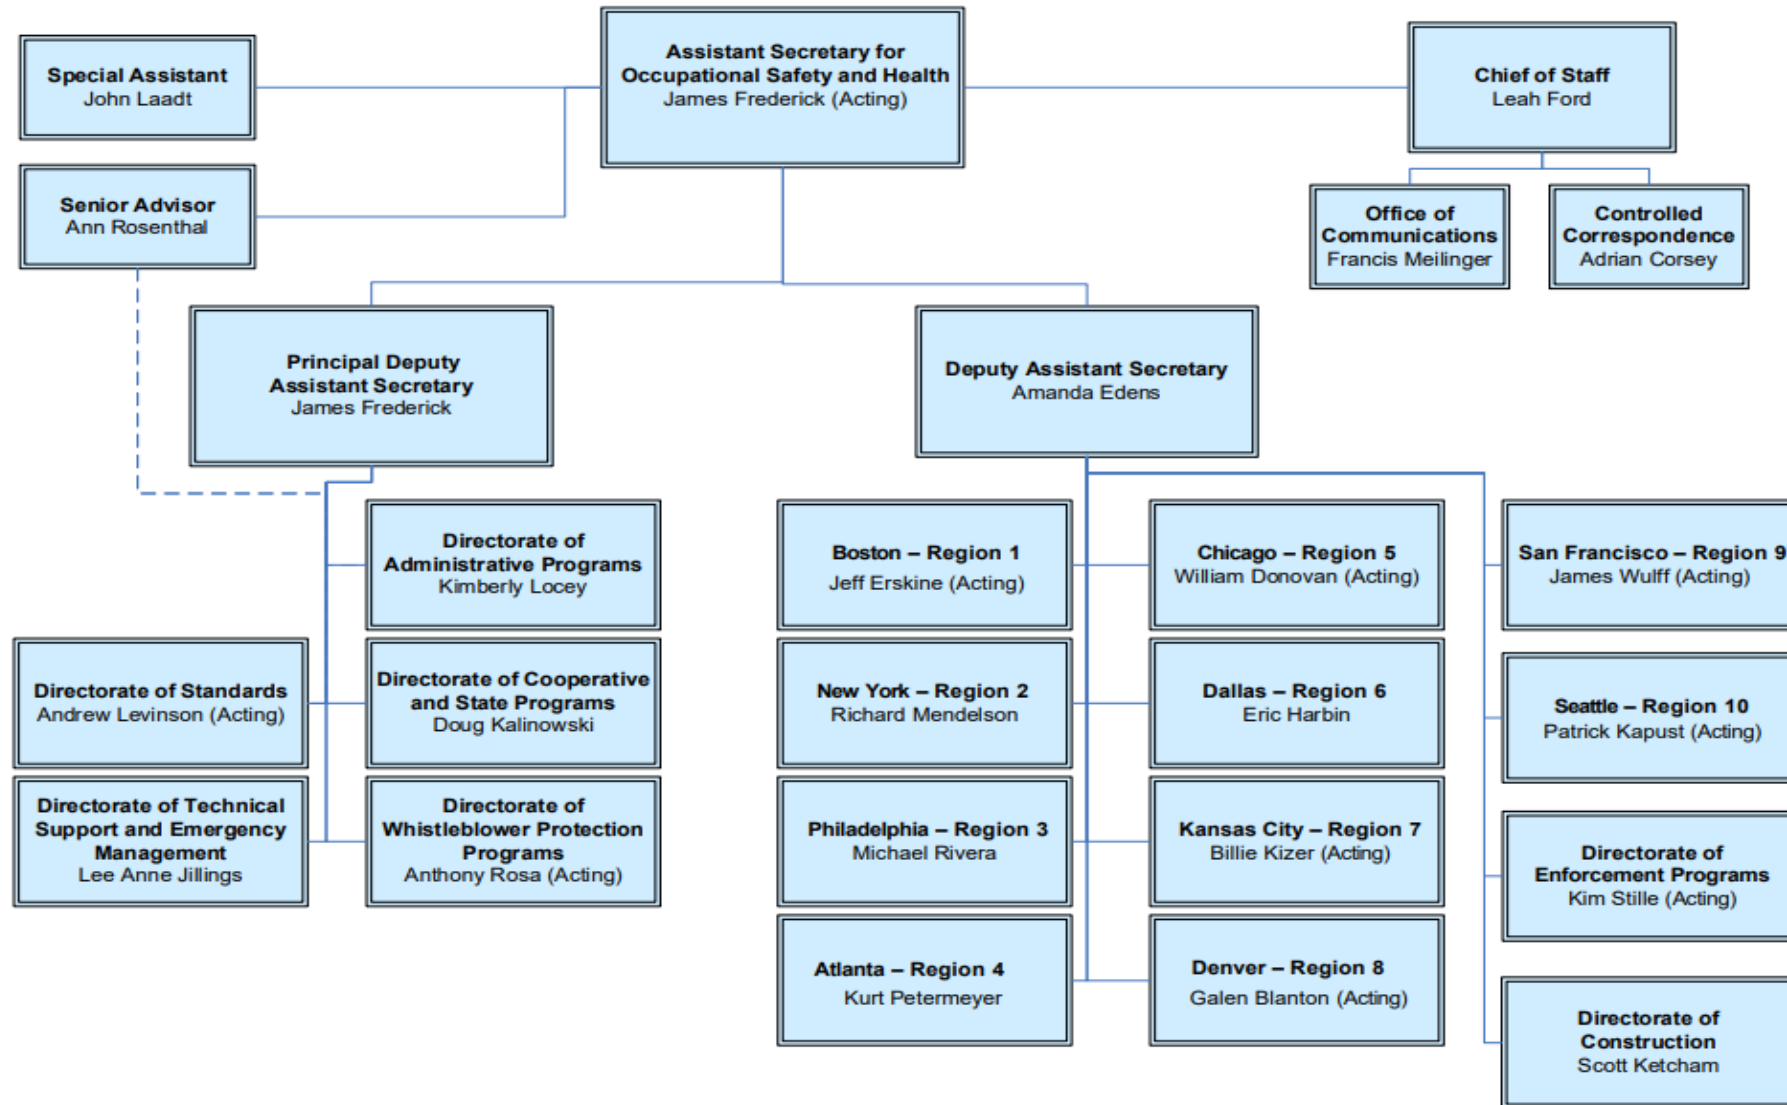 Special Assistant
John Laadt
Assistant Secretary for
Occupational Safety and Health
James Frederick (Acting)
Chief of Staff
Leah Ford
Senior Advisor
Ann Rosenthal
Office of
Communications
Francis Meilinger
Controlled
Correspondence
Adrian Corsey
Principal Deputy
Assistant Secretary
James Frederick
Deputy Assistant Secretary
Amanda Edens
Directorate of
Administrative Programs
Kimberly Locey
Directorate of Standards
Andrew Levinson (Acting)
Directorate of Cooperative
and State Programs
Doug Kalinowski
Directorate of Technical
Support and Emergency
Management
Lee Anne Jillings
Directorate of
Whistleblower Protection
Programs
Anthony Rosa (Acting)
Boston – Region 1
Jeff Erskine (Acting)
New York – Region 2
Richard Mendelson
Philadelphia – Region 3
Michael Rivera
Atlanta – Region 4
Kurt Petermeyer
Chicago – Region 5
William Donovan (Acting)
Dallas – Region 6
Eric Harbin
Kansas City – Region 7
Billie Kizer (Acting)
Denver – Region 8
Galen Blanton (Acting)
San Francisco – Region 9
James Wulff (Acting)
Seattle – Region 10
Patrick Kapust (Acting)
Directorate of
Enforcement Programs
Kim Stille (Acting)
Directorate of
Construction
Scott Ketcham